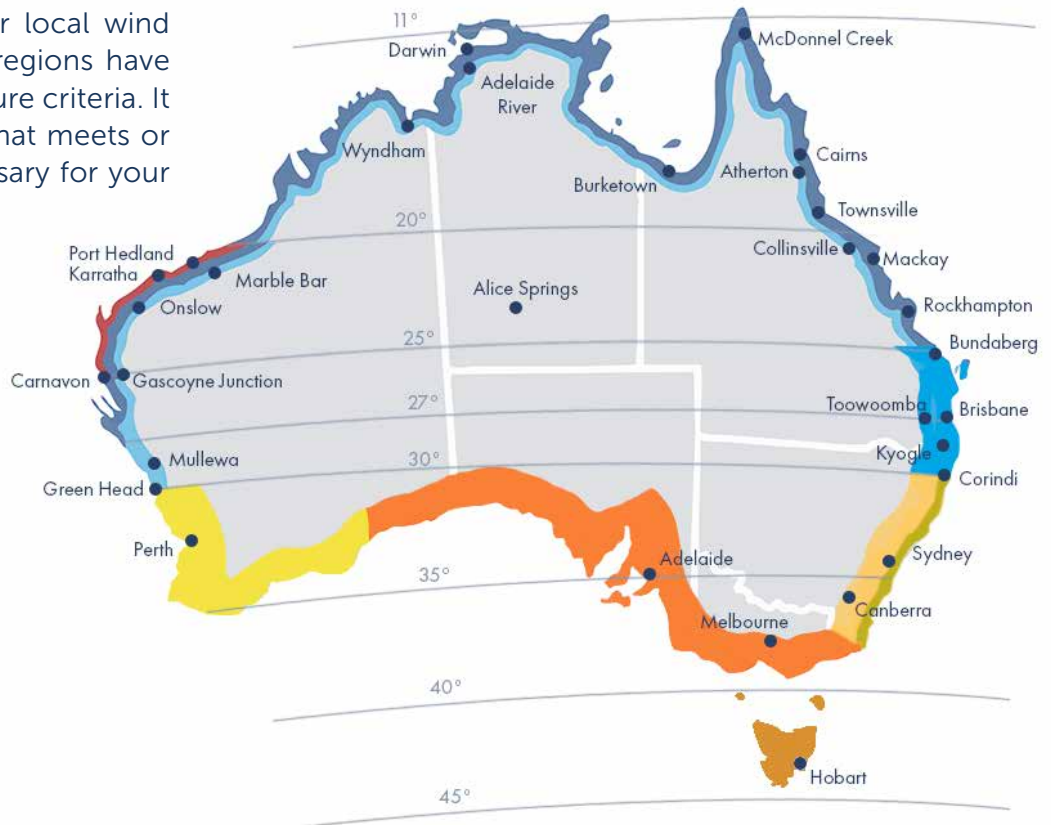 r local wind
regions have
ure criteria. It
hat meets or
sary for your
11°
Darwin
McDonnel Creek
Adelaide
River
Wyndham
Cairns
Burketown
Atherton
Townsville
20°
Port Hedland
Collinsville
Mackay
Karratha
Marble Bar
Alice Springs
Onslow
Rockhampton
25°
Bundaberg
Carnavon
Gascoyne Junction
27°
Toowoomba
Brisbane
Kyogle
Mullewa
30°
Green Head
Corindi
Perth
Sydney
Adelaide
35°
Canberra
Melbourne
40°
Hobart
45°